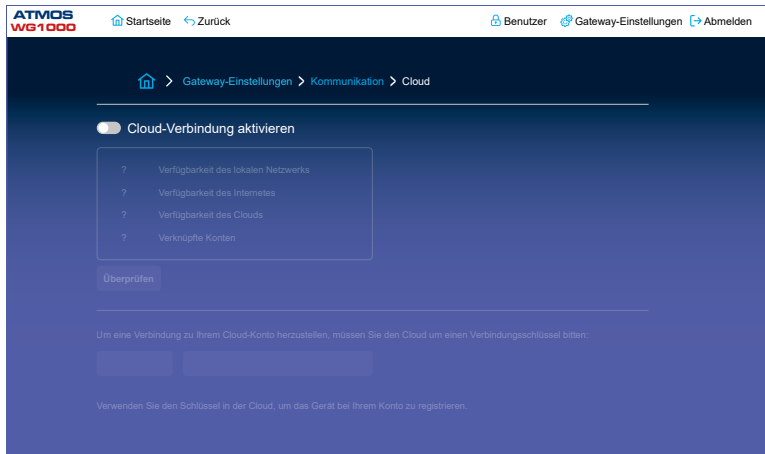 ATMOS
WG1000
Startseite Zurück Benutzer Gateway-Einstellungen Abmelden
Gateway-Einstellungen > Kommunikation > Cloud
Cloud-Verbindung aktivieren
? Verfügbarkeit des lokalen Netzwerks
? Verfügbarkeit des Internetes
? Verfügbarkeit des Clouds
? Verknüpfte Konten
Überprüfen
Um eine Verbindung zu Ihrem Cloud-Konto herzustellen, müssen Sie den Cloud um einen Verbindungsschlüssel bitten:
Verwenden Sie den Schlüssel in der Cloud, um das Gerät bei Ihrem Konto zu registrieren.